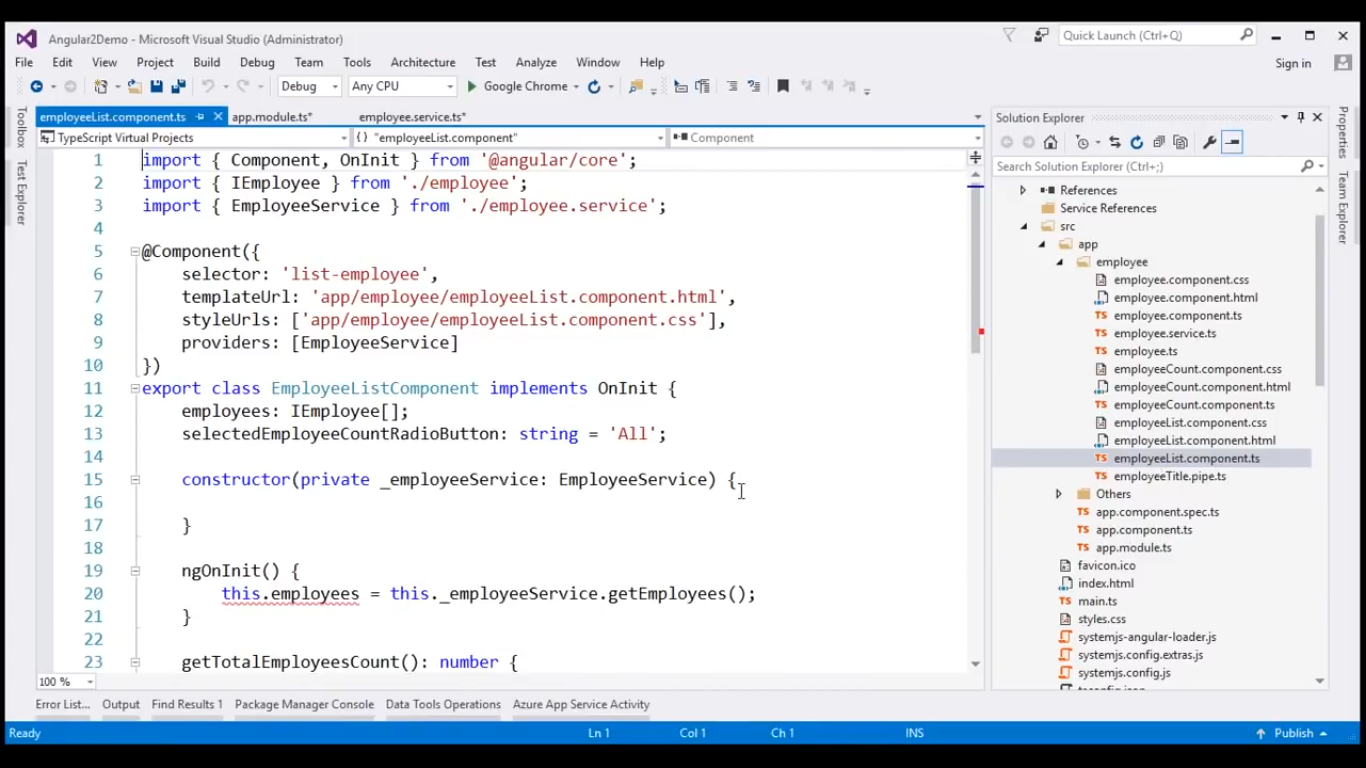 Angular2Demo - Microsoft Visual Studio (Administrator)
Quick Launch (Ctrl+Q)
File Edit View Project Build Debug Team Tools Architecture Test Analyze Window Help
Sign in
Debug Any CPU Google Chrome
employeeList.component.ts app.module.ts* employee.service.ts*
TypeScript Virtual Projects {} "employeeList.component" Component
Toolbox
Test Explorer
1 import { Component, OnInit } from '@angular/core';
2 import { IEmployee } from './employee';
3 import { EmployeeService } from './employee.service';
4
5 @Component({
6 selector: 'list-employee',
7 templateUrl: 'app/employee/employeeList.component.html',
8 styleUrls: ['app/employee/employeeList.component.css'],
9 providers: [EmployeeService]
10 })
11 export class EmployeeListComponent implements OnInit {
12 employees: IEmployee[];
13 selectedEmployeeCountRadioButton: string = 'All';
14
15 constructor(private _employeeService: EmployeeService) {
16
17 }
18
19 ngOnInit() {
20 this.employees = this._employeeService.getEmployees();
21 }
22
23 getTotalEmployeesCount(): number {
100 %
Solution Explorer
Search Solution Explorer (Ctrl+;)
References
Service References
src
app
employee
employee.component.css
employee.component.html
TS employee.component.ts
TS employee.service.ts
TS employee.ts
employeeCount.component.css
employeeCount.component.html
TS employeeCount.component.ts
employeeList.component.css
employeeList.component.html
TS employeeList.component.ts
TS employeeTitle.pipe.ts
Others
TS app.component.spec.ts
TS app.component.ts
TS app.module.ts
favicon.ico
index.html
TS main.ts
styles.css
systemjs-angular-loader.js
systemjs.config.extras.js
systemjs.config.js
Properties
Team Explorer
Error List... Output Find Results 1 Package Manager Console Data Tools Operations Azure App Service Activity
Ready Ln 1 Col 1 Ch 1 INS Publish